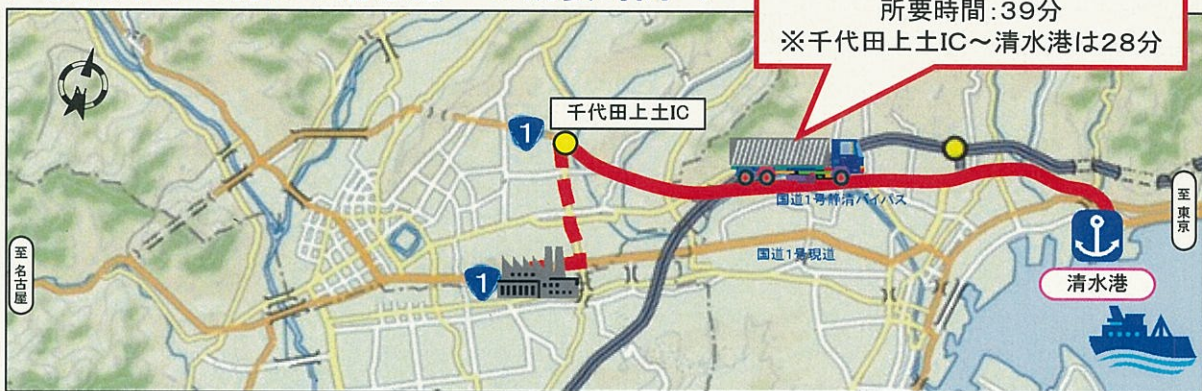 所要時間:39分
※千代田上土IC～清水港は28分
千代田上土IC
1
国道1号静清バイパス
至 東京
国道1号現道
至 名古屋
1
清水港